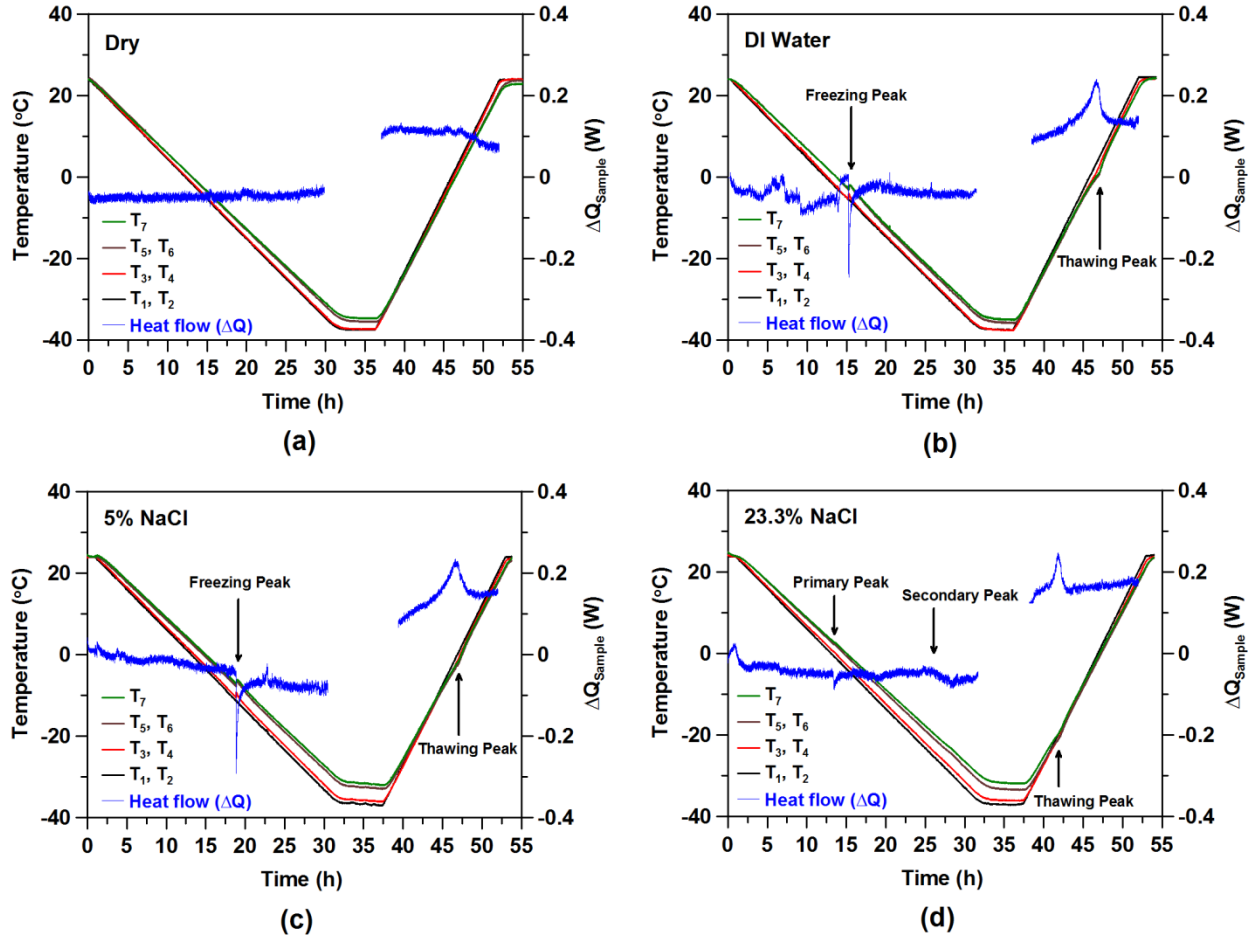 Dry
Temperature (ºC)
40
20
0
-20
-40
0.4
0.2
0
-0.2
-0.4
ΔQSample (W)
T7
T5, T6
T3, T4
T1, T2
Heat flow (ΔQ)
0 5 10 15 20 25 30 35 40 45 50 55
Time (h)
(a)
DI Water
Temperature (ºC)
40
20
0
-20
-40
0.4
0.2
0
-0.2
-0.4
ΔQSample (W)
Freezing Peak
Thawing Peak
T7
T5, T6
T3, T4
T1, T2
Heat flow (ΔQ)
0 5 10 15 20 25 30 35 40 45 50 55
Time (h)
(b)
5% NaCl
Temperature (ºC)
40
20
0
-20
-40
0.4
0.2
0
-0.2
-0.4
ΔQSample (W)
Freezing Peak
Thawing Peak
T7
T5, T6
T3, T4
T1, T2
Heat flow (ΔQ)
0 5 10 15 20 25 30 35 40 45 50 55
Time (h)
(c)
23.3% NaCl
Temperature (ºC)
40
20
0
-20
-40
0.4
0.2
0
-0.2
-0.4
ΔQSample (W)
Primary Peak
Secondary Peak
Thawing Peak
T7
T5, T6
T3, T4
T1, T2
Heat flow (ΔQ)
0 5 10 15 20 25 30 35 40 45 50 55
Time (h)
(d)